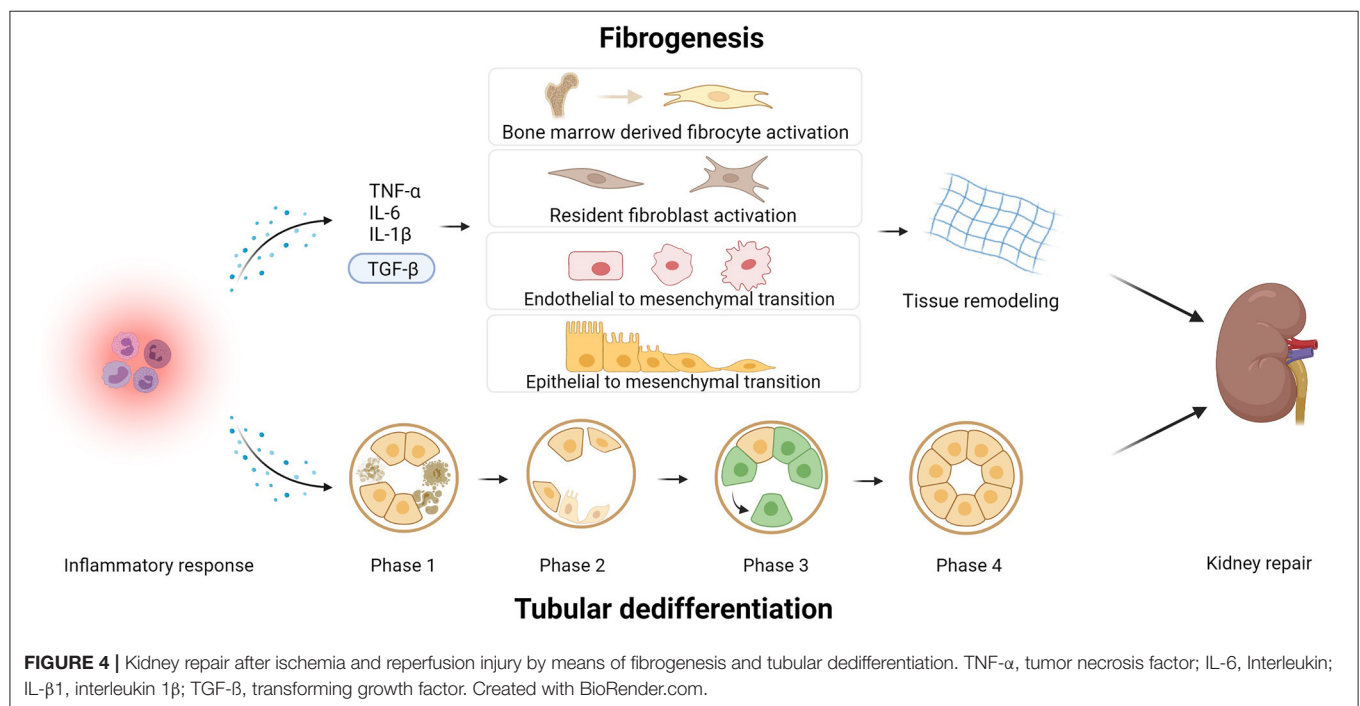 Fibrogenesis
Bone marrow derived fibrocyte activation
TNF-α
IL-6
IL-1β
TGF-β
Resident fibroblast activation
Endothelial to mesenchymal transition
Epithelial to mesenchymal transition
Tissue remodeling
Inflammatory response
Phase 1
Phase 2
Phase 3
Phase 4
Kidney repair
Tubular dedifferentiation
FIGURE 4 | Kidney repair after ischemia and reperfusion injury by means of fibrogenesis and tubular dedifferentiation. TNF-α, tumor necrosis factor; IL-6, Interleukin;
IL-β1, interleukin 1β; TGF-ß, transforming growth factor. Created with BioRender.com.